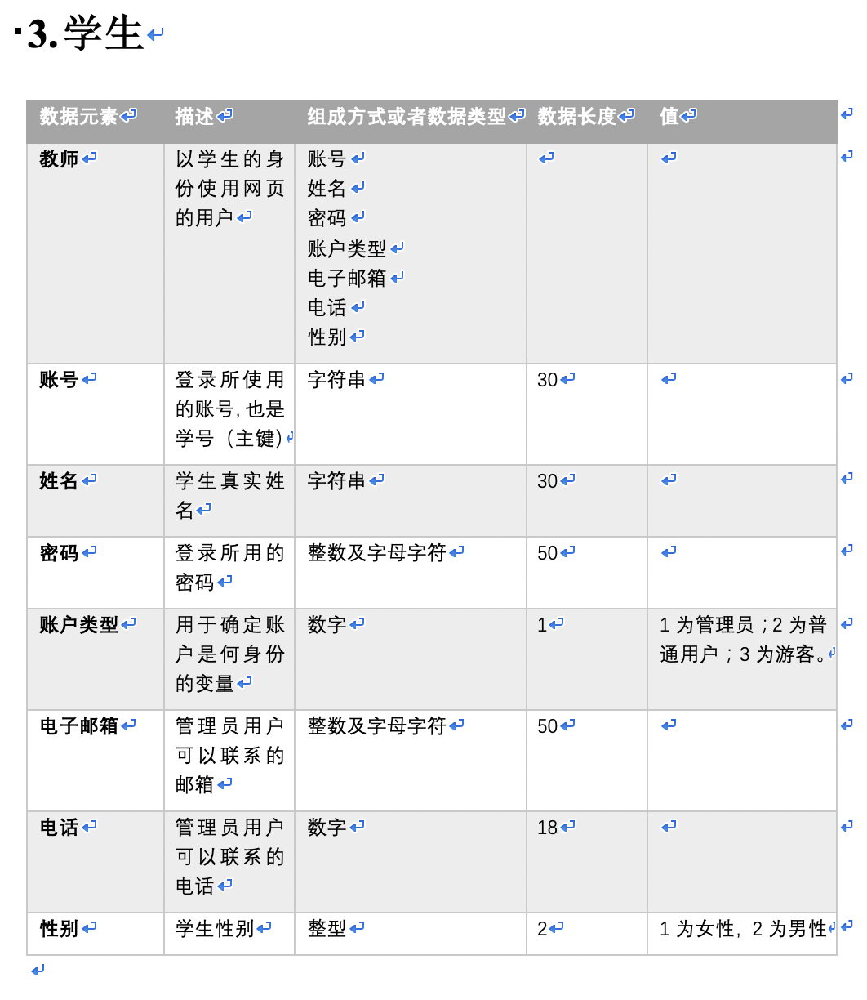 3.学生
数据元素 描述 组成方式或者数据类型 数据长度 值
教师 以学生的身 账号
份使用网页 姓名
的用户 密码
账户类型
电子邮箱
电话
性别
账号 登录所使用 字符串 30
的账号,也是
学号（主键）
姓名 学生真实姓 字符串 30
名
密码 登录所用的 整数及字母字符 50
密码
账户类型 用于确定账 数字 1 1 为管理员；2 为普
户是何身份 通用户；3 为游客。
的变量
电子邮箱 管理员用户 整数及字母字符 50
可以联系的
邮箱
电话 管理员用户 数字 18
可以联系的
电话
性别 学生性别 整型 2 1 为女性，2 为男性